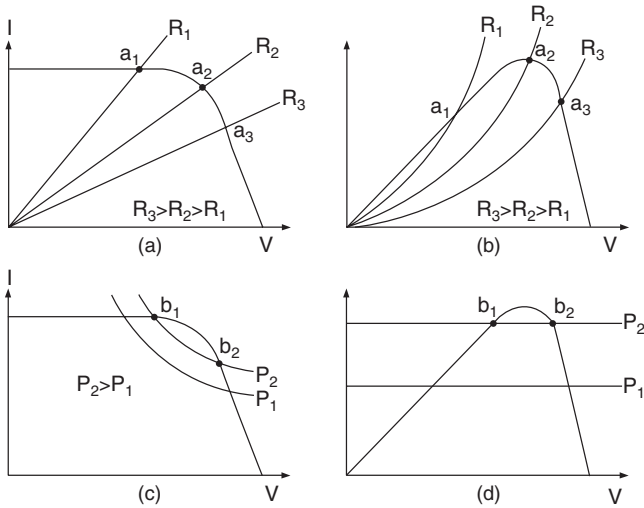 I
R₁
R₂
R₃
a₁
a₂
a₃
R₃>R₂>R₁
V
(a)
R₁
R₂
R₃
a₁
a₂
a₃
R₃>R₂>R₁
V
(b)
I
b₁
b₂
P₂
P₁
P₂>P₁
V
(c)
b₁
b₂
P₂
P₁
V
(d)